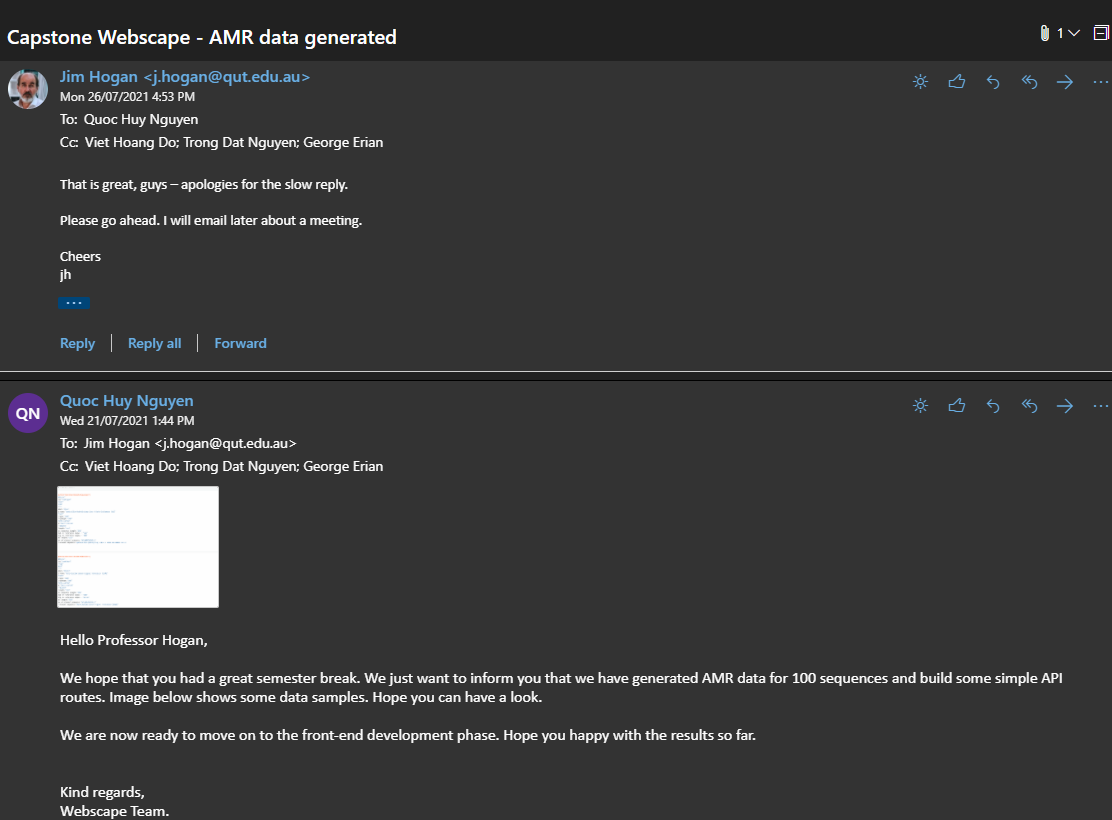 Capstone Webscape - AMR data generated
1
Jim Hogan <j.hogan@qut.edu.au>
Mon 26/07/2021 4:53 PM
To: Quoc Huy Nguyen
Cc: Viet Hoang Do; Trong Dat Nguyen; George Erian
That is great, guys – apologies for the slow reply.
Please go ahead. I will email later about a meeting.
Cheers
jh
...
Reply
Reply all
Forward
QN
Quoc Huy Nguyen
Wed 21/07/2021 1:44 PM
To: Jim Hogan <j.hogan@qut.edu.au>
Cc: Viet Hoang Do; Trong Dat Nguyen; George Erian
Hello Professor Hogan,
We hope that you had a great semester break. We just want to inform you that we have generated AMR data for 100 sequences and build some simple API
routes. Image below shows some data samples. Hope you can have a look.
We are now ready to move on to the front-end development phase. Hope you happy with the results so far.
Kind regards,
Webscape Team.